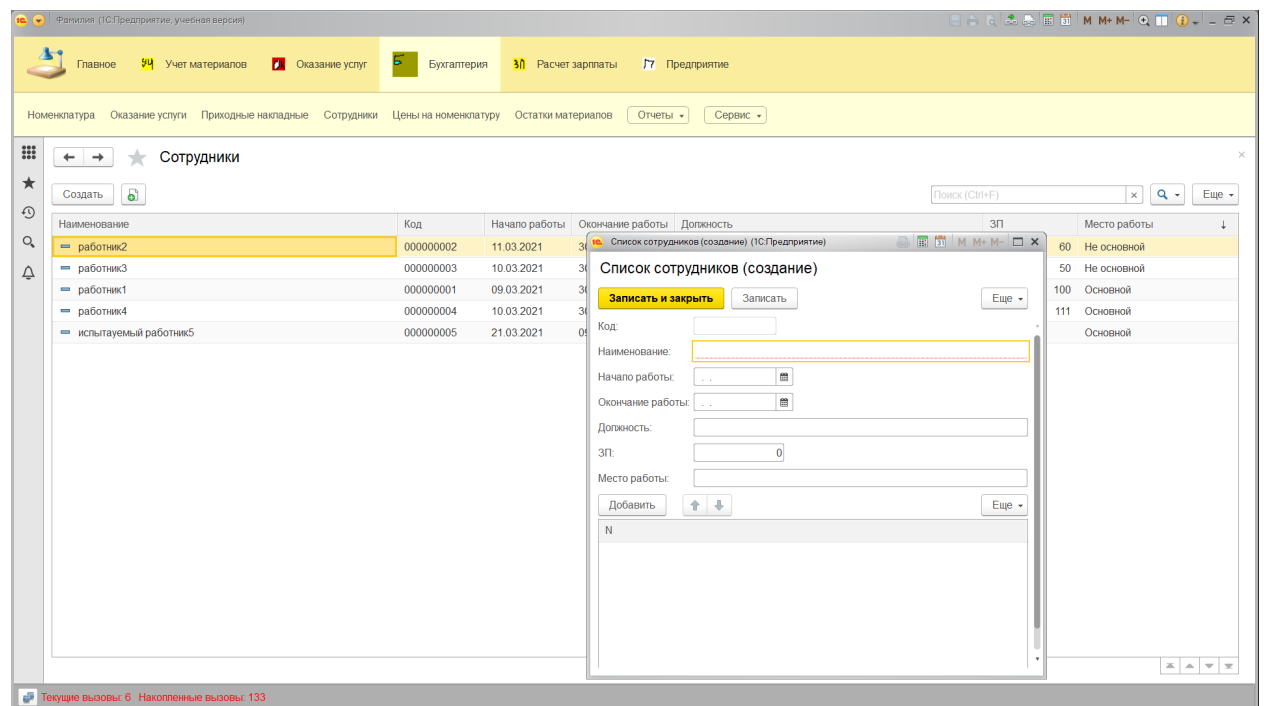 Фамилия (1С:Предприятие, учебная версия) M M+ M-
Главное УЧ Учет материалов Оказание услуг Б Бухгалтерия ЗП Расчет зарплаты Предприятие
Номенклатура Оказание услуги Приходные накладные Сотрудники Цены на номенклатуру Остатки материалов Отчеты Сервис
Сотрудники
Создать Поиск (Ctrl+F) × Еще
Наименование Код Начало работы Окончание работы Должность ЗП Место работы ↓
работник2 000000002 11.03.2021 60 Не основной
работник3 000000003 10.03.2021 50 Не основной
работник1 000000001 09.03.2021 100 Основной
работник4 000000004 10.03.2021 111 Основной
испытаемый работник5 000000005 21.03.2021 Основной
Список сотрудников (создание) (1С:Предприятие) M M+ M-
Список сотрудников (создание)
Записать и закрыть Записать Еще
Код:
Наименование:
Начало работы: . .
Окончание работы: . .
Должность:
ЗП: 0
Место работы:
Добавить Еще
N
Текущие вызовы: 6 Накопленные вызовы: 133